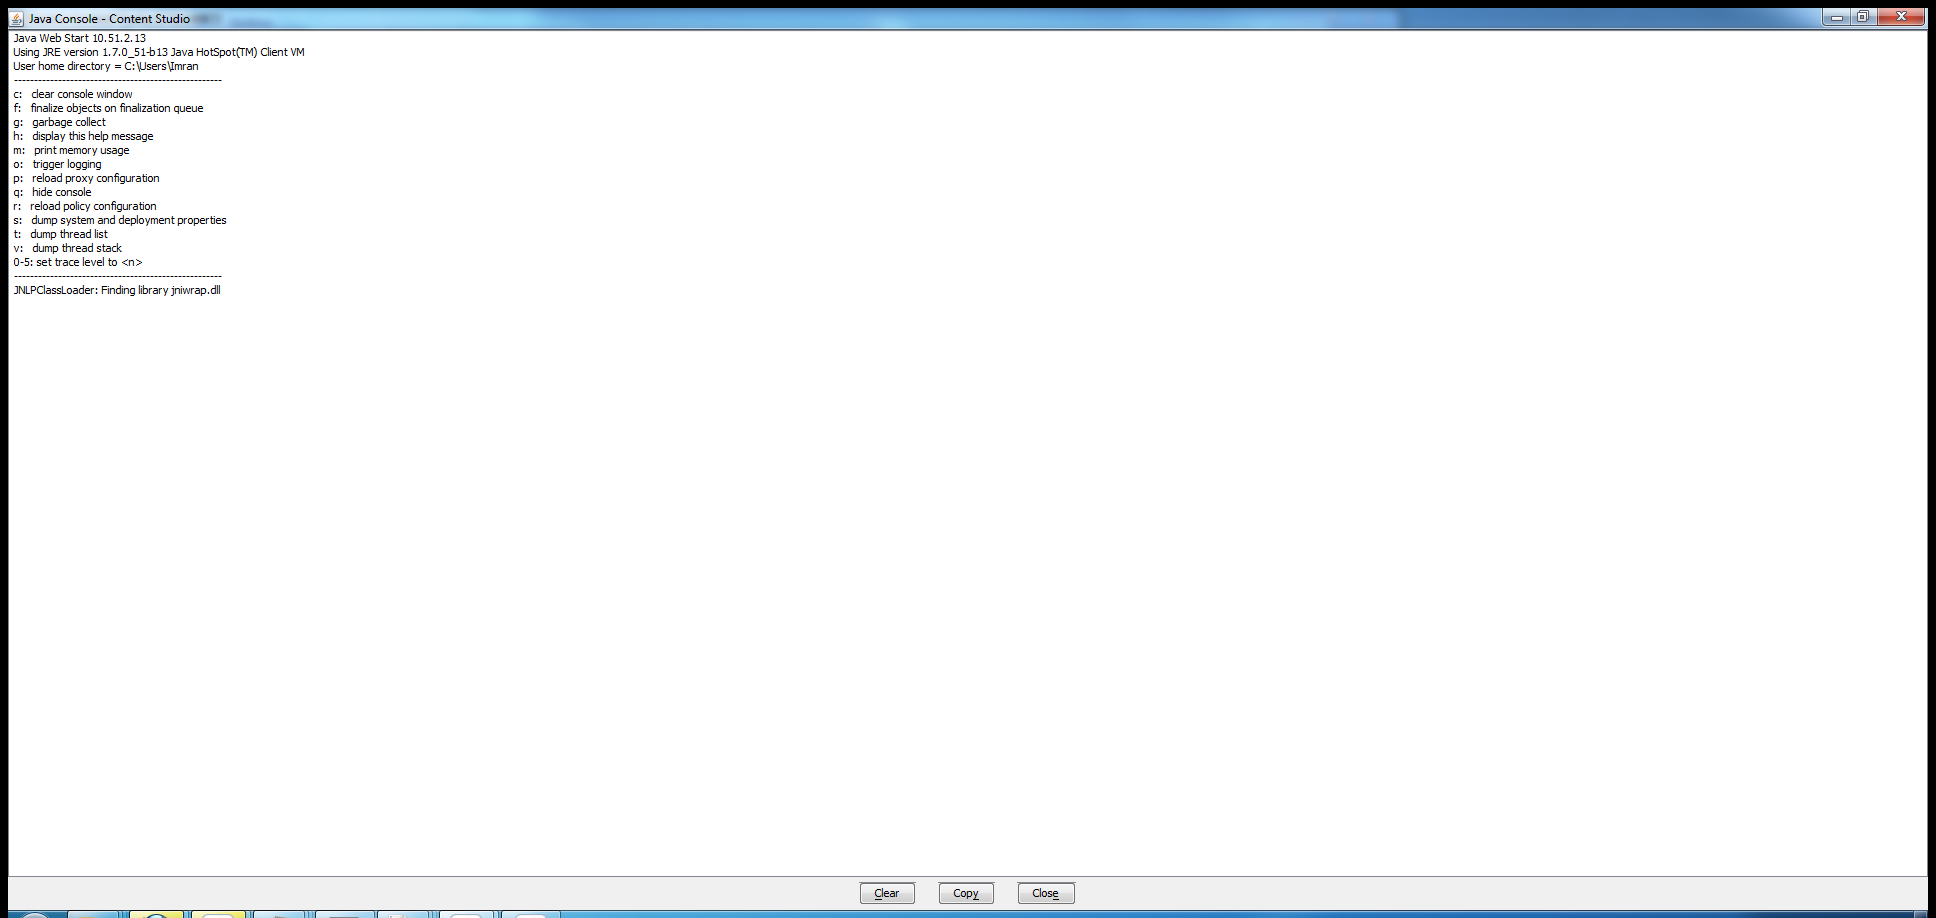 Java Console - Content Studio
Java Web Start 10.51.2.13
Using JRE version 1.7.0_51-b13 Java HotSpot(TM) Client VM
User home directory = C:\Users\Imran
----------------------------------------------------
c:   clear console window
f:   finalize objects on finalization queue
g:   garbage collect
h:   display this help message
m:   print memory usage
o:   trigger logging
p:   reload proxy configuration
q:   hide console
r:   reload policy configuration
s:   dump system and deployment properties
t:   dump thread list
v:   dump thread stack
0-5: set trace level to <n>
----------------------------------------------------
JNLPClassLoader: Finding library jniwrap.dll
Clear Copy Close